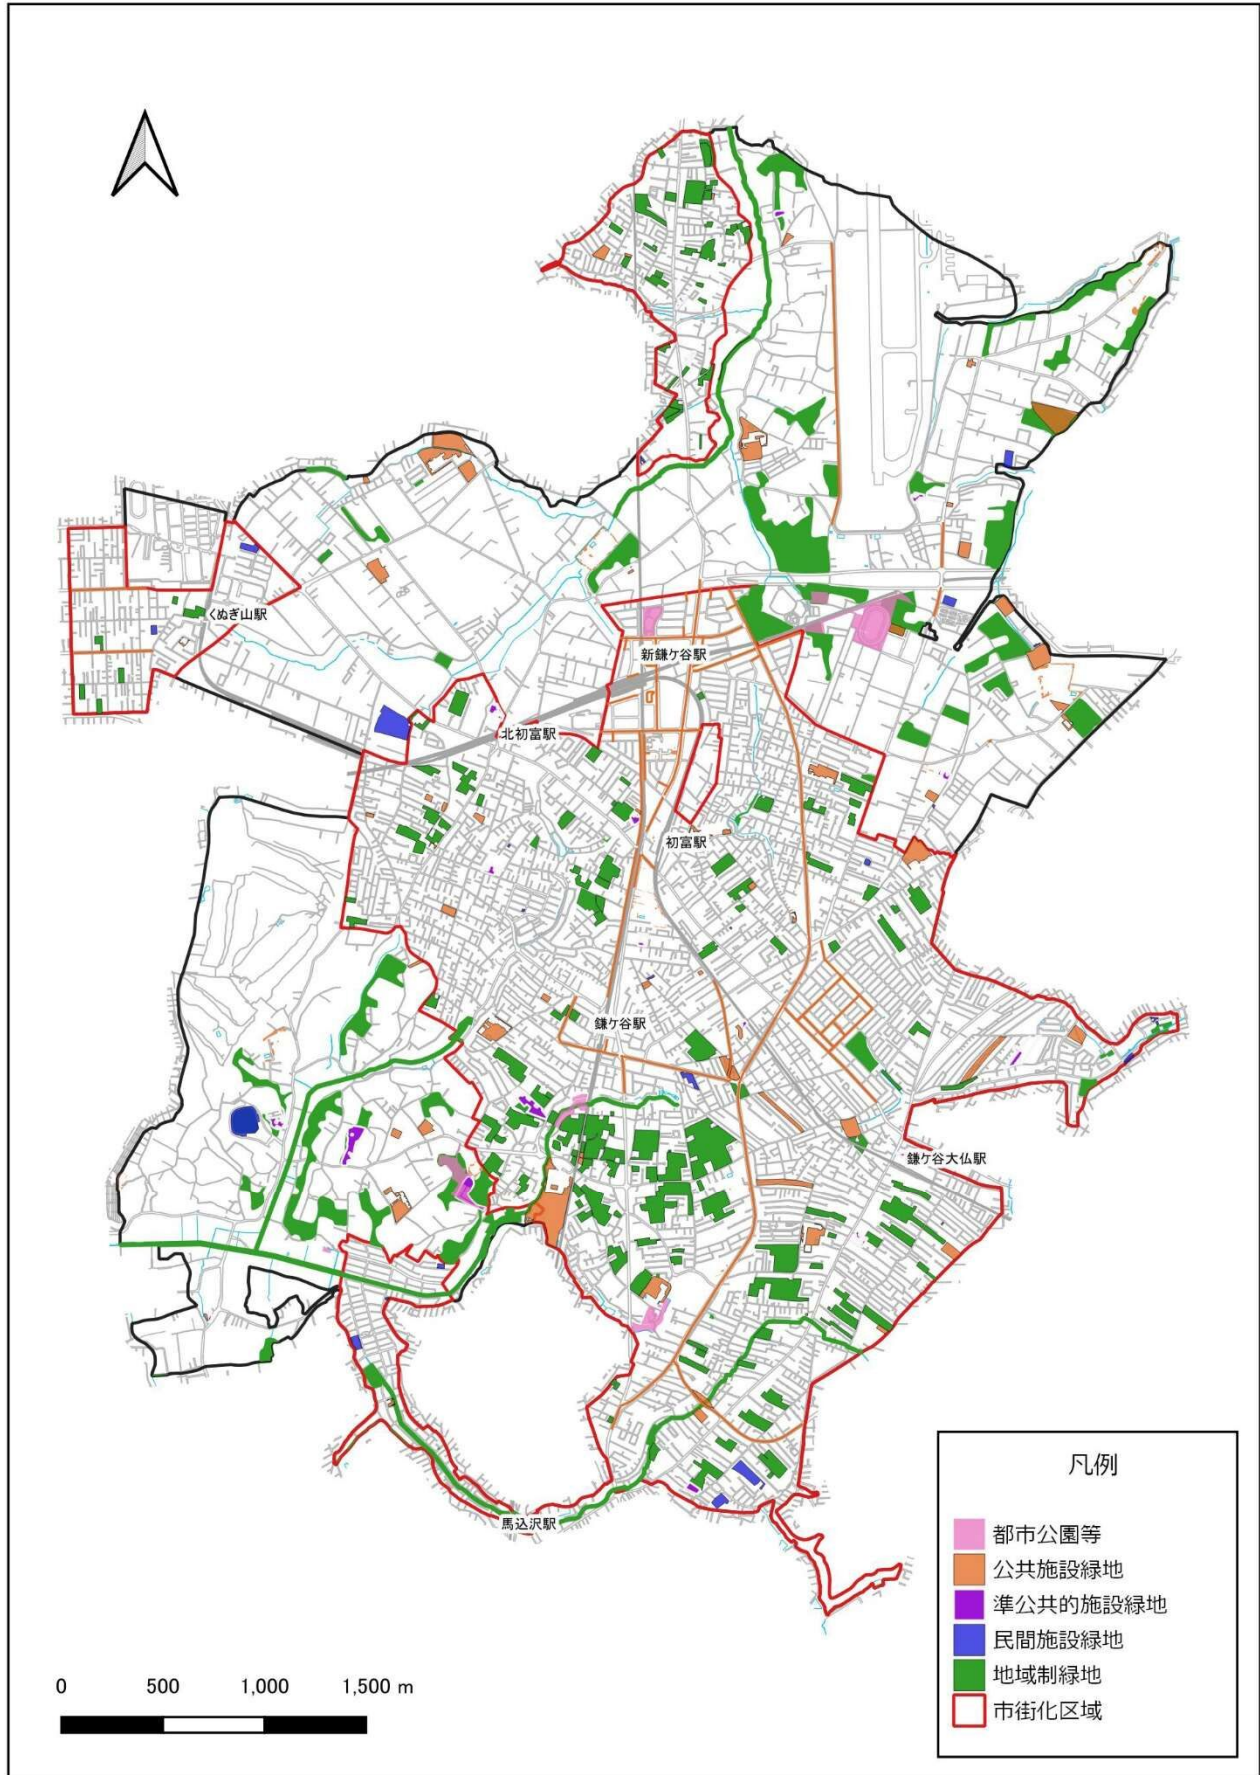 くぬぎ山駅
新鎌ケ谷駅
北初富駅
初富駅
鎌ケ谷駅
鎌ケ谷大仏駅
馬込沢駅
凡例
都市公園等
公共施設緑地
準公共的施設緑地
民間施設緑地
地域制緑地
市街化区域
0 500 1,000 1,500 m